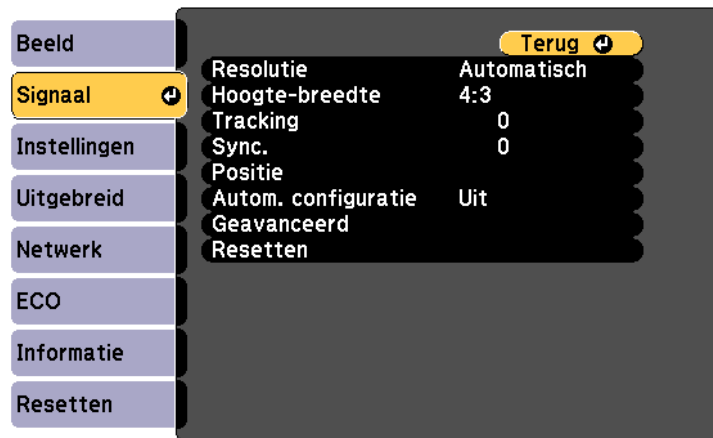 Beeld
Signaal
Instellingen
Uitgebreid
Netwerk
ECO
Informatie
Resetten
Terug
Resolutie Automatisch
Hoogte-breedte 4:3
Tracking 0
Sync. 0
Positie
Autom. configuratie Uit
Geavanceerd
Resetten